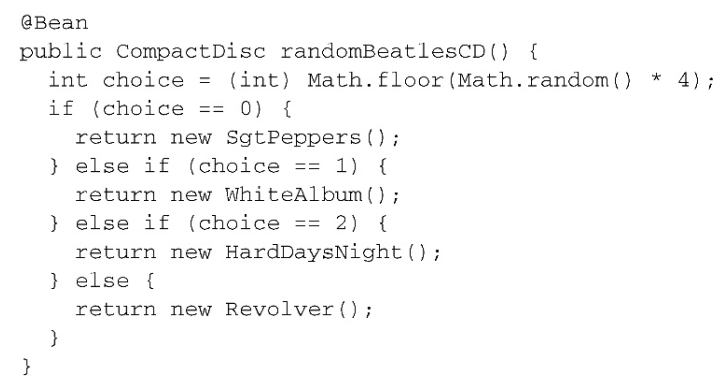 @Bean
public CompactDisc randomBeatlesCD() {
  int choice = (int) Math.floor(Math.random() * 4);
  if (choice == 0) {
    return new SgtPeppers();
  } else if (choice == 1) {
    return new WhiteAlbum();
  } else if (choice == 2) {
    return new HardDaysNight();
  } else {
    return new Revolver();
  }
}